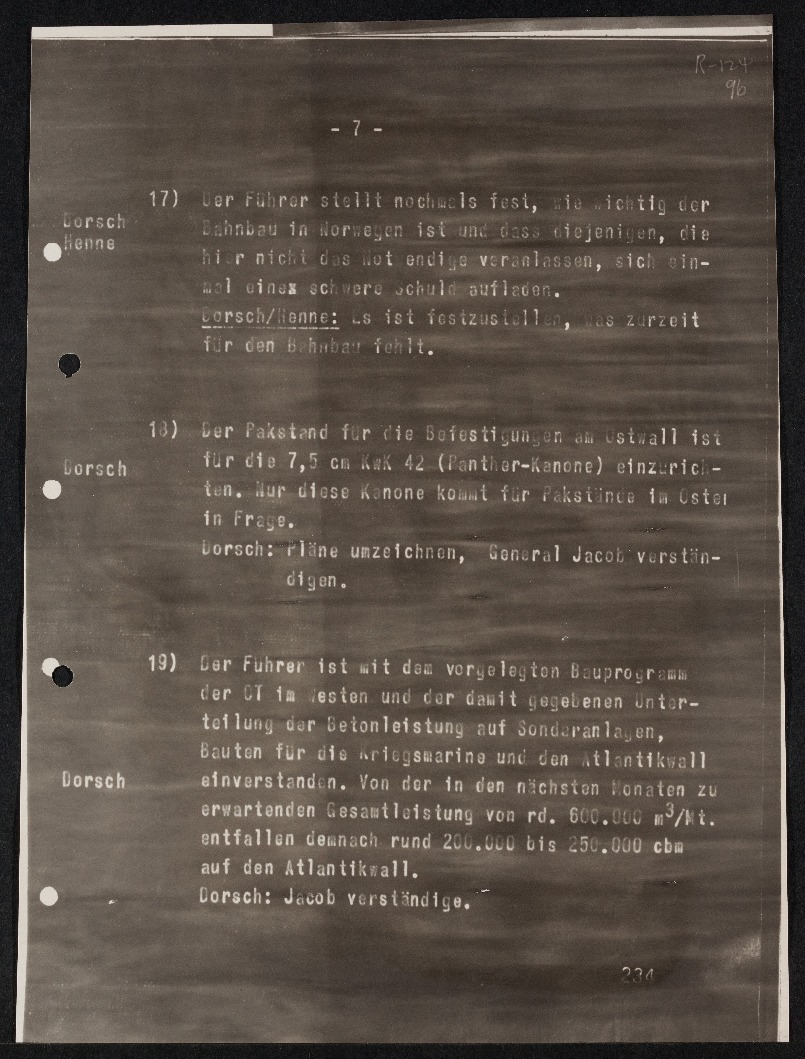 R-124
96
- 7 -
17) Der Führer stellt nochmals fest, wie wichtig der
Dorsch
Henne
Bahnbau in Norwegen ist und dass diejenigen, die
hier nicht das Notwendige veranlassen, sich ein-
mal eines schwere Schuld aufladen.
Dorsch/Henne: Es ist festzustellen, was zurzeit
für den Bahnbau fehlt.
18) Der Pakstand für die Befestigungen am Ostwall ist
Dorsch
für die 7,5 cm KwK 42 (Panther-Kanone) einzurich-
ten. Nur diese Kanone kommt für Pakstände im Osten
in Frage.
Dorsch: Pläne umzeichnen, General Jacob verstän-
digen.
19) Der Führer ist mit dem vorgelegten Bauprogramm
der OT im Westen und der damit gegebenen Unter-
teilung der Betonleistung auf Sonderanlagen,
Bauten für die Kriegsmarine und den Atlantikwall
Dorsch
einverstanden. Von der in den nächsten Monaten zu
erwartenden Gesamtleistung von rd. 600.000 m³/Mt.
entfallen demnach rund 200.000 bis 250.000 cbm
auf den Atlantikwall.
Dorsch: Jacob verständige.
234